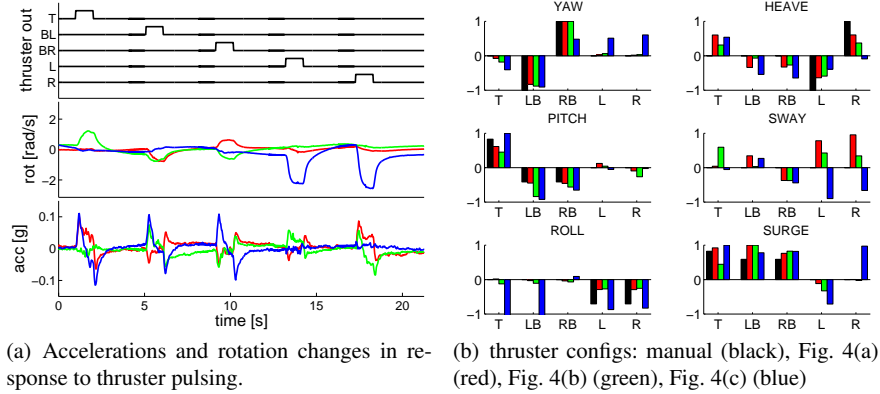 thruster out
T
BL
BR
L
R
rot [rad/s]
2
0
−2
acc [g]
0.1
0
−0.1
0 5 10 15 20
time [s]
(a) Accelerations and rotation changes in re-
sponse to thruster pulsing.
YAW
1
0
−1
T LB RB L R
HEAVE
1
0
−1
T LB RB L R
PITCH
1
0
−1
T LB RB L R
SWAY
1
0
−1
T LB RB L R
ROLL
1
0
−1
T LB RB L R
SURGE
1
0
−1
T LB RB L R
(b) thruster configs: manual (black), Fig. 4(a)
(red), Fig. 4(b) (green), Fig. 4(c) (blue)